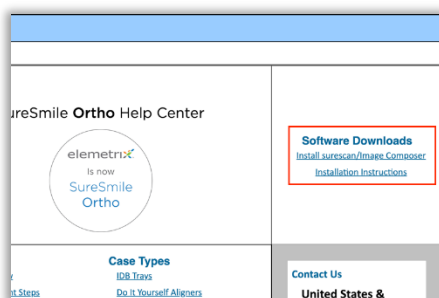 Ortho Help Center
Software Downloads
Install surescan/Image Composer
Installation Instructions
elemetrix
is now
SureSmile
Ortho
Case Types
IDB Trays
Steps
Do It Yourself Aligners
Contact Us
United States &